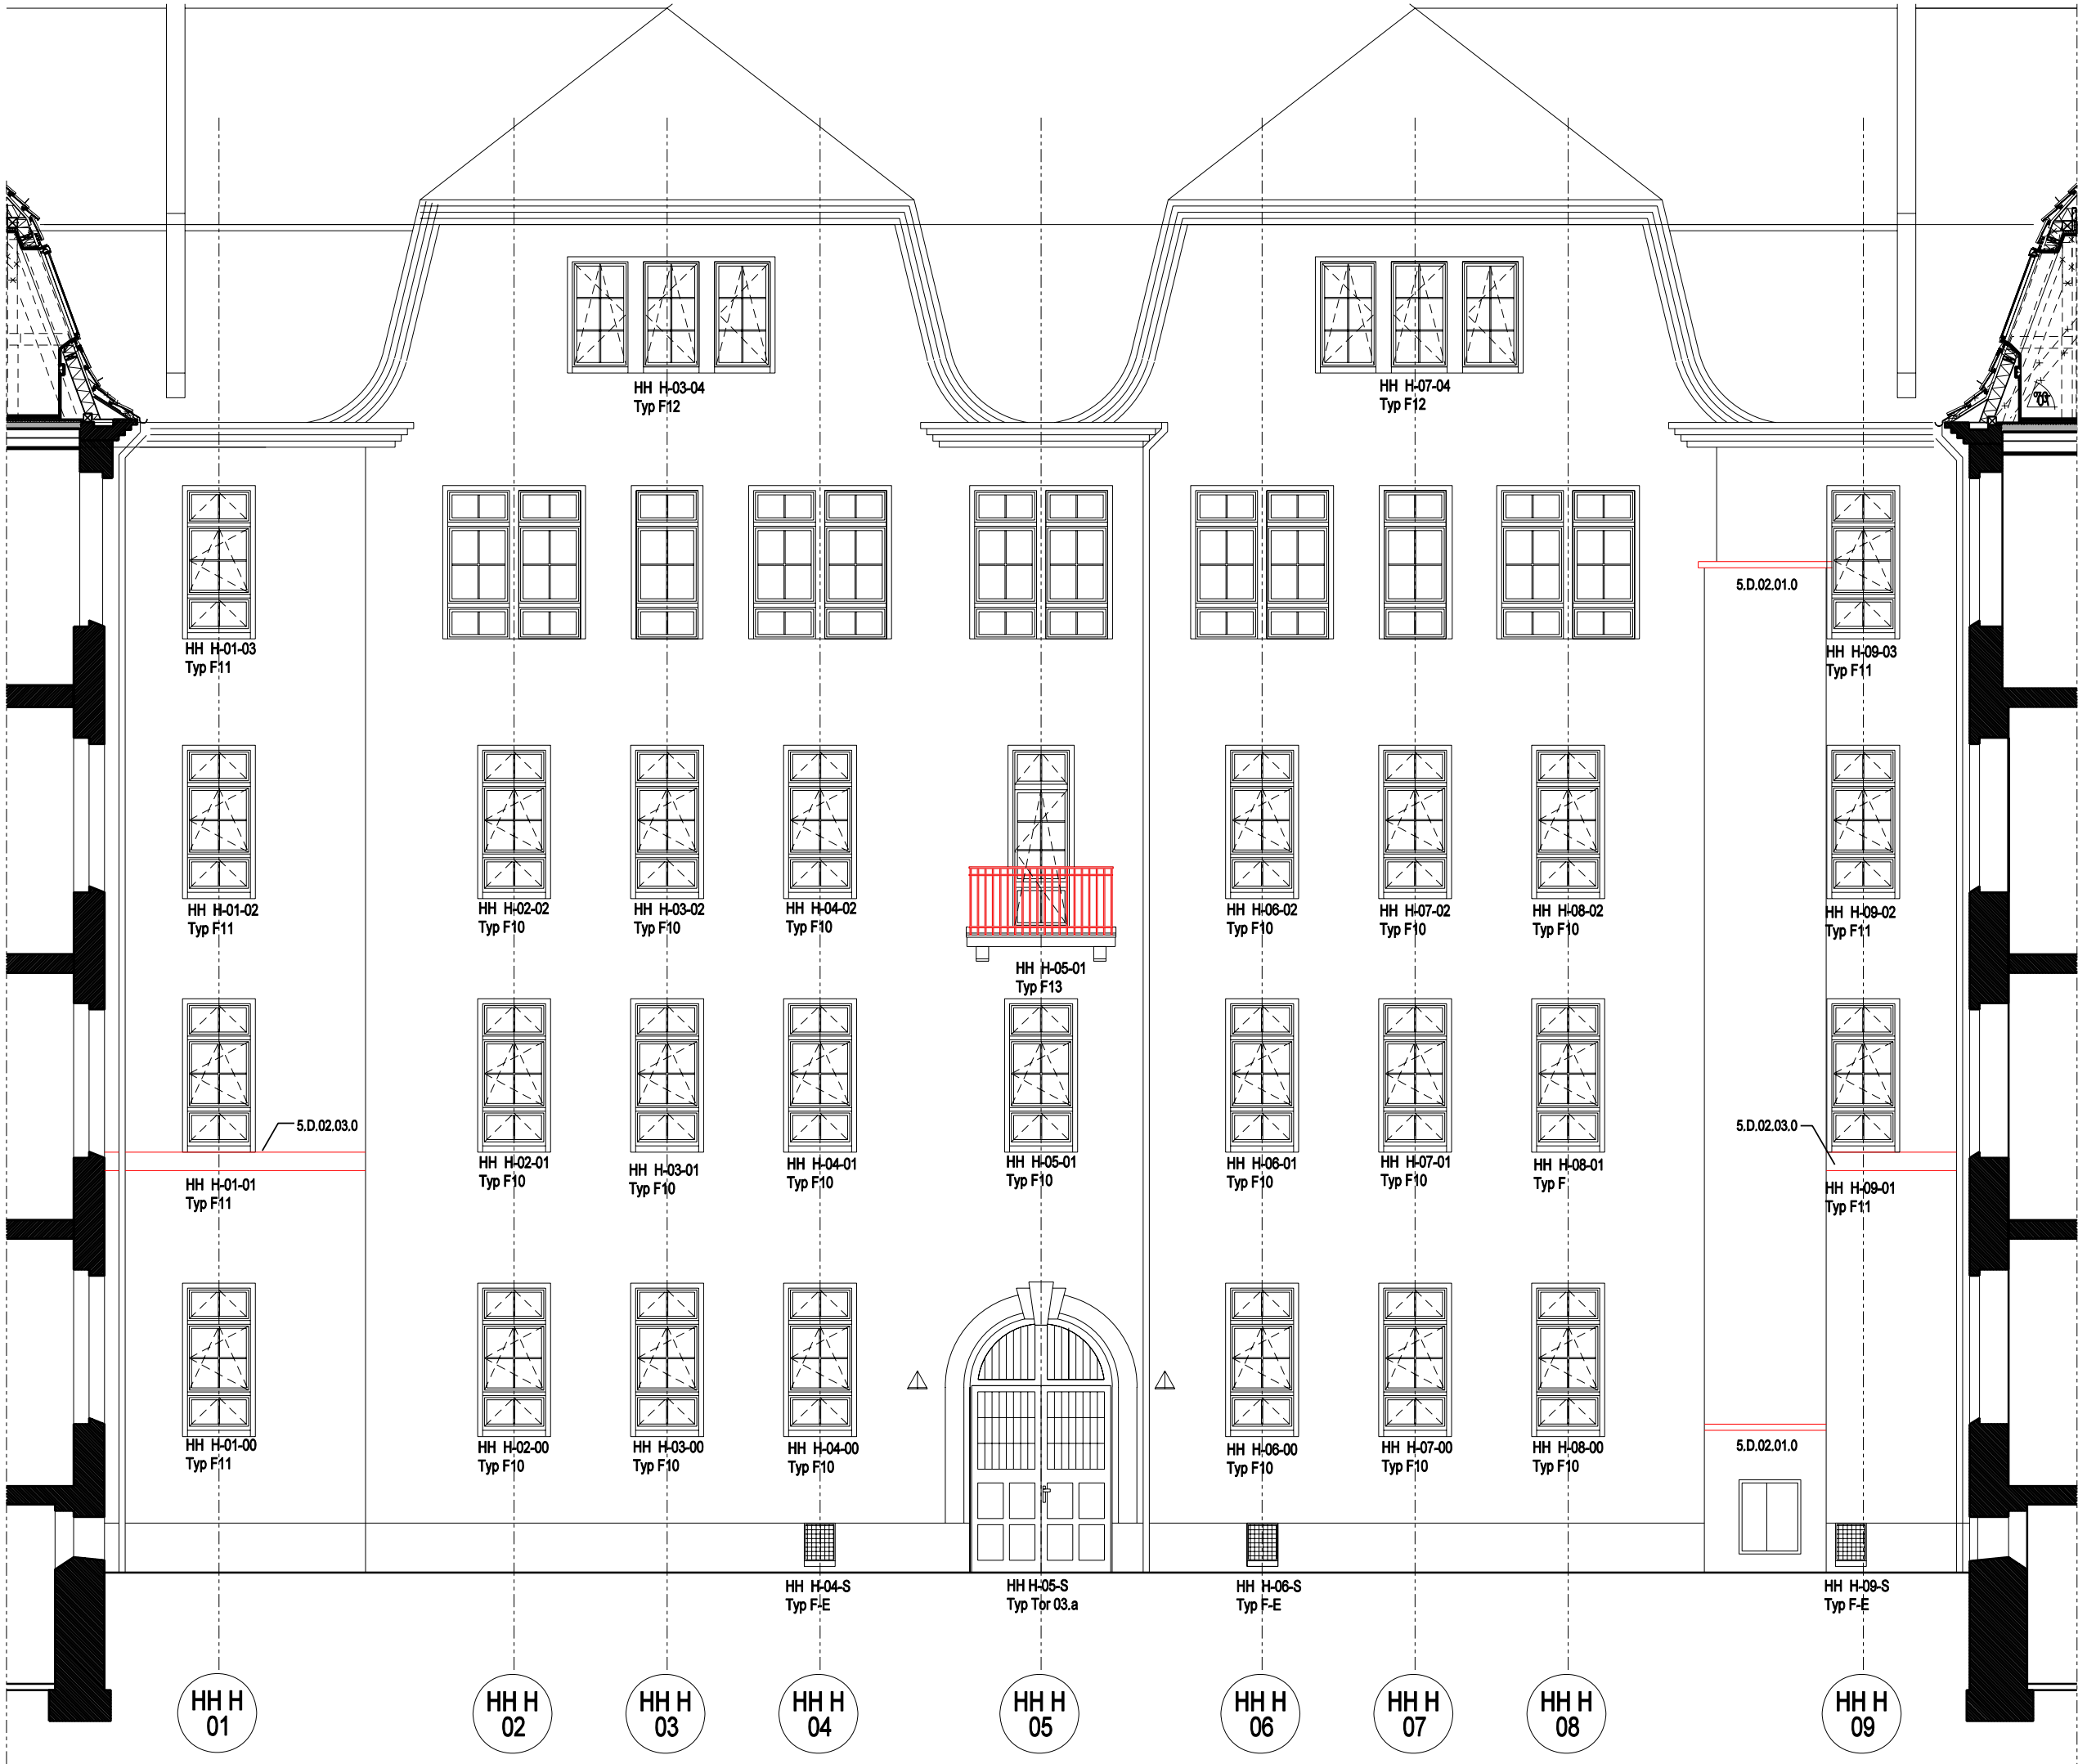 HH H-03-04
Typ F12
HH H-07-04
Typ F12
5.D.02.01.0
HH H-01-03
Typ F11
HH H-09-03
Typ F11
HH H-01-02
Typ F11
HH H-02-02
Typ F10
HH H-03-02
Typ F10
HH H-04-02
Typ F10
HH H-05-01
Typ F13
HH H-06-02
Typ F10
HH H-07-02
Typ F10
HH H-08-02
Typ F10
HH H-09-02
Typ F11
5.D.02.03.0
5.D.02.03.0
HH H-01-01
Typ F11
HH H-02-01
Typ F10
HH H-03-01
Typ F10
HH H-04-01
Typ F10
HH H-05-01
Typ F10
HH H-06-01
Typ F10
HH H-07-01
Typ F10
HH H-08-01
Typ F
HH H-09-01
Typ F11
HH H-01-00
Typ F11
HH H-02-00
Typ F10
HH H-03-00
Typ F10
HH H-04-00
Typ F10
HH H-06-00
Typ F10
HH H-07-00
Typ F10
HH H-08-00
Typ F10
5.D.02.01.0
HH H-04-S
Typ F-E
HH H-05-S
Typ Tor 03.a
HH H-06-S
Typ F-E
HH H-09-S
Typ F-E
HH H
01
HH H
02
HH H
03
HH H
04
HH H
05
HH H
06
HH H
07
HH H
08
HH H
09